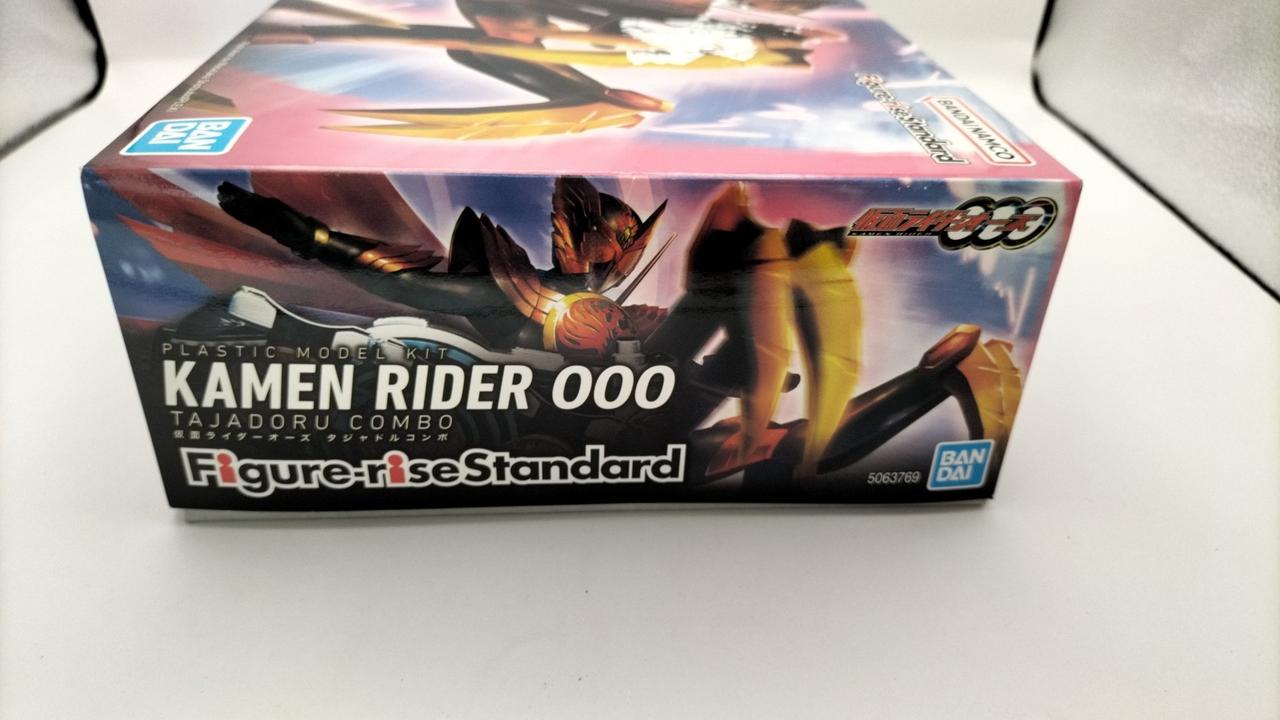 BAN
DAI
Figure-riseStandard
BANDAI NAMCO
仮面ライダーオーズ
KAMEN RIDER
OOO
PLASTIC MODEL KIT
KAMEN RIDER OOO
TAJADORU COMBO
仮面ライダーオーズ タジャドルコンボ
Figure-riseStandard
5063769
BAN
DAI